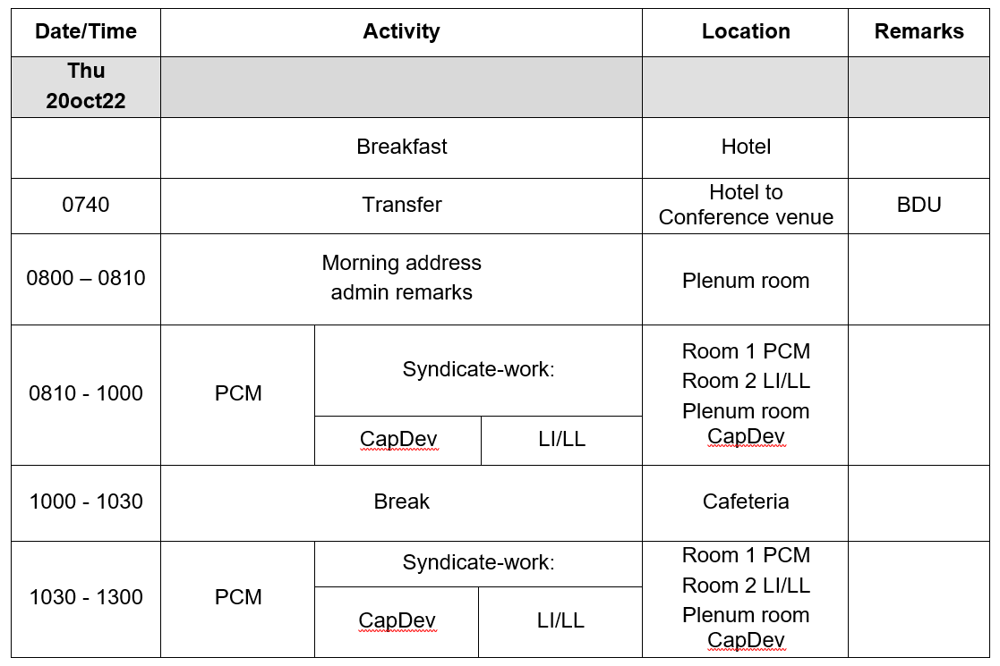 Date/Time Activity Location Remarks
Thu
20oct22
Breakfast Hotel
0740 Transfer Hotel to
Conference venue BDU
0800 – 0810 Morning address
admin remarks Plenum room
0810 - 1000 PCM Syndicate-work:
CapDev LI/LL
Room 1 PCM
Room 2 LI/LL
Plenum room
CapDev
1000 - 1030 Break Cafeteria
1030 - 1300 PCM Syndicate-work:
CapDev LI/LL
Room 1 PCM
Room 2 LI/LL
Plenum room
CapDev